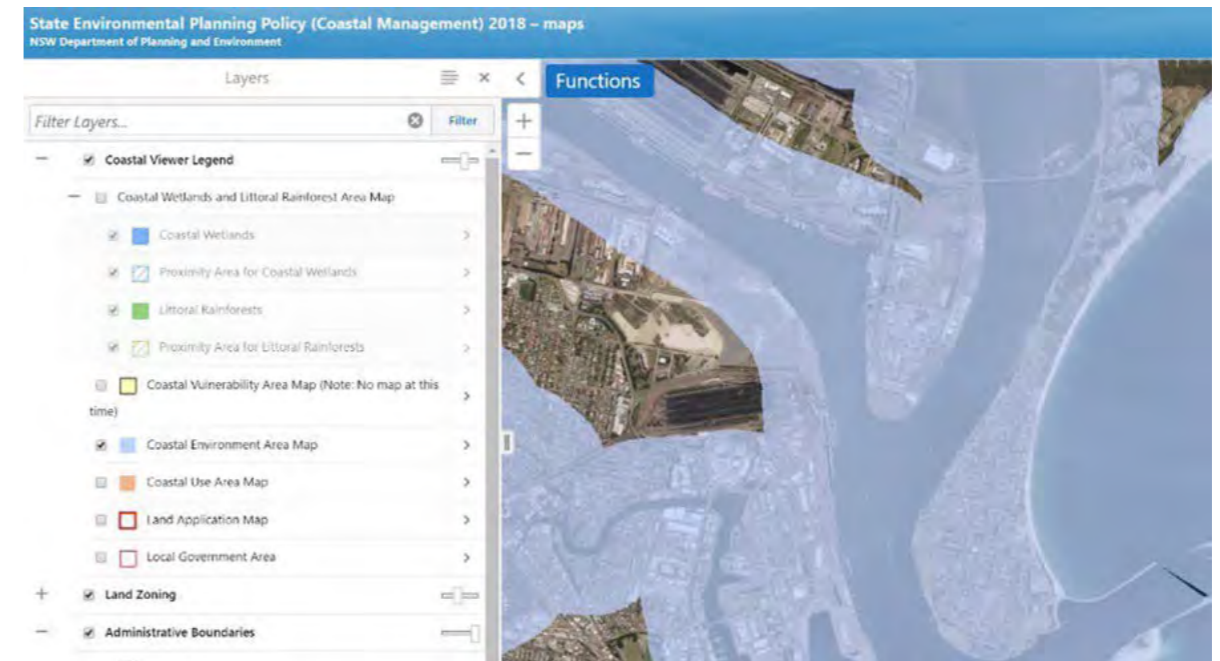 State Environmental Planning Policy (Coastal Management) 2018 – maps
NSW Department of Planning and Environment
Layers
Functions
Filter Layers...
Filter
Coastal Viewer Legend
Coastal Wetlands and Littoral Rainforest Area Map
Coastal Wetlands
Proximity Area for Coastal Wetlands
Littoral Rainforests
Proximity Area for Littoral Rainforests
Coastal Vulnerability Area Map (Note: No map at this
time)
Coastal Environment Area Map
Coastal Use Area Map
Land Application Map
Local Government Area
Land Zoning
Administrative Boundaries